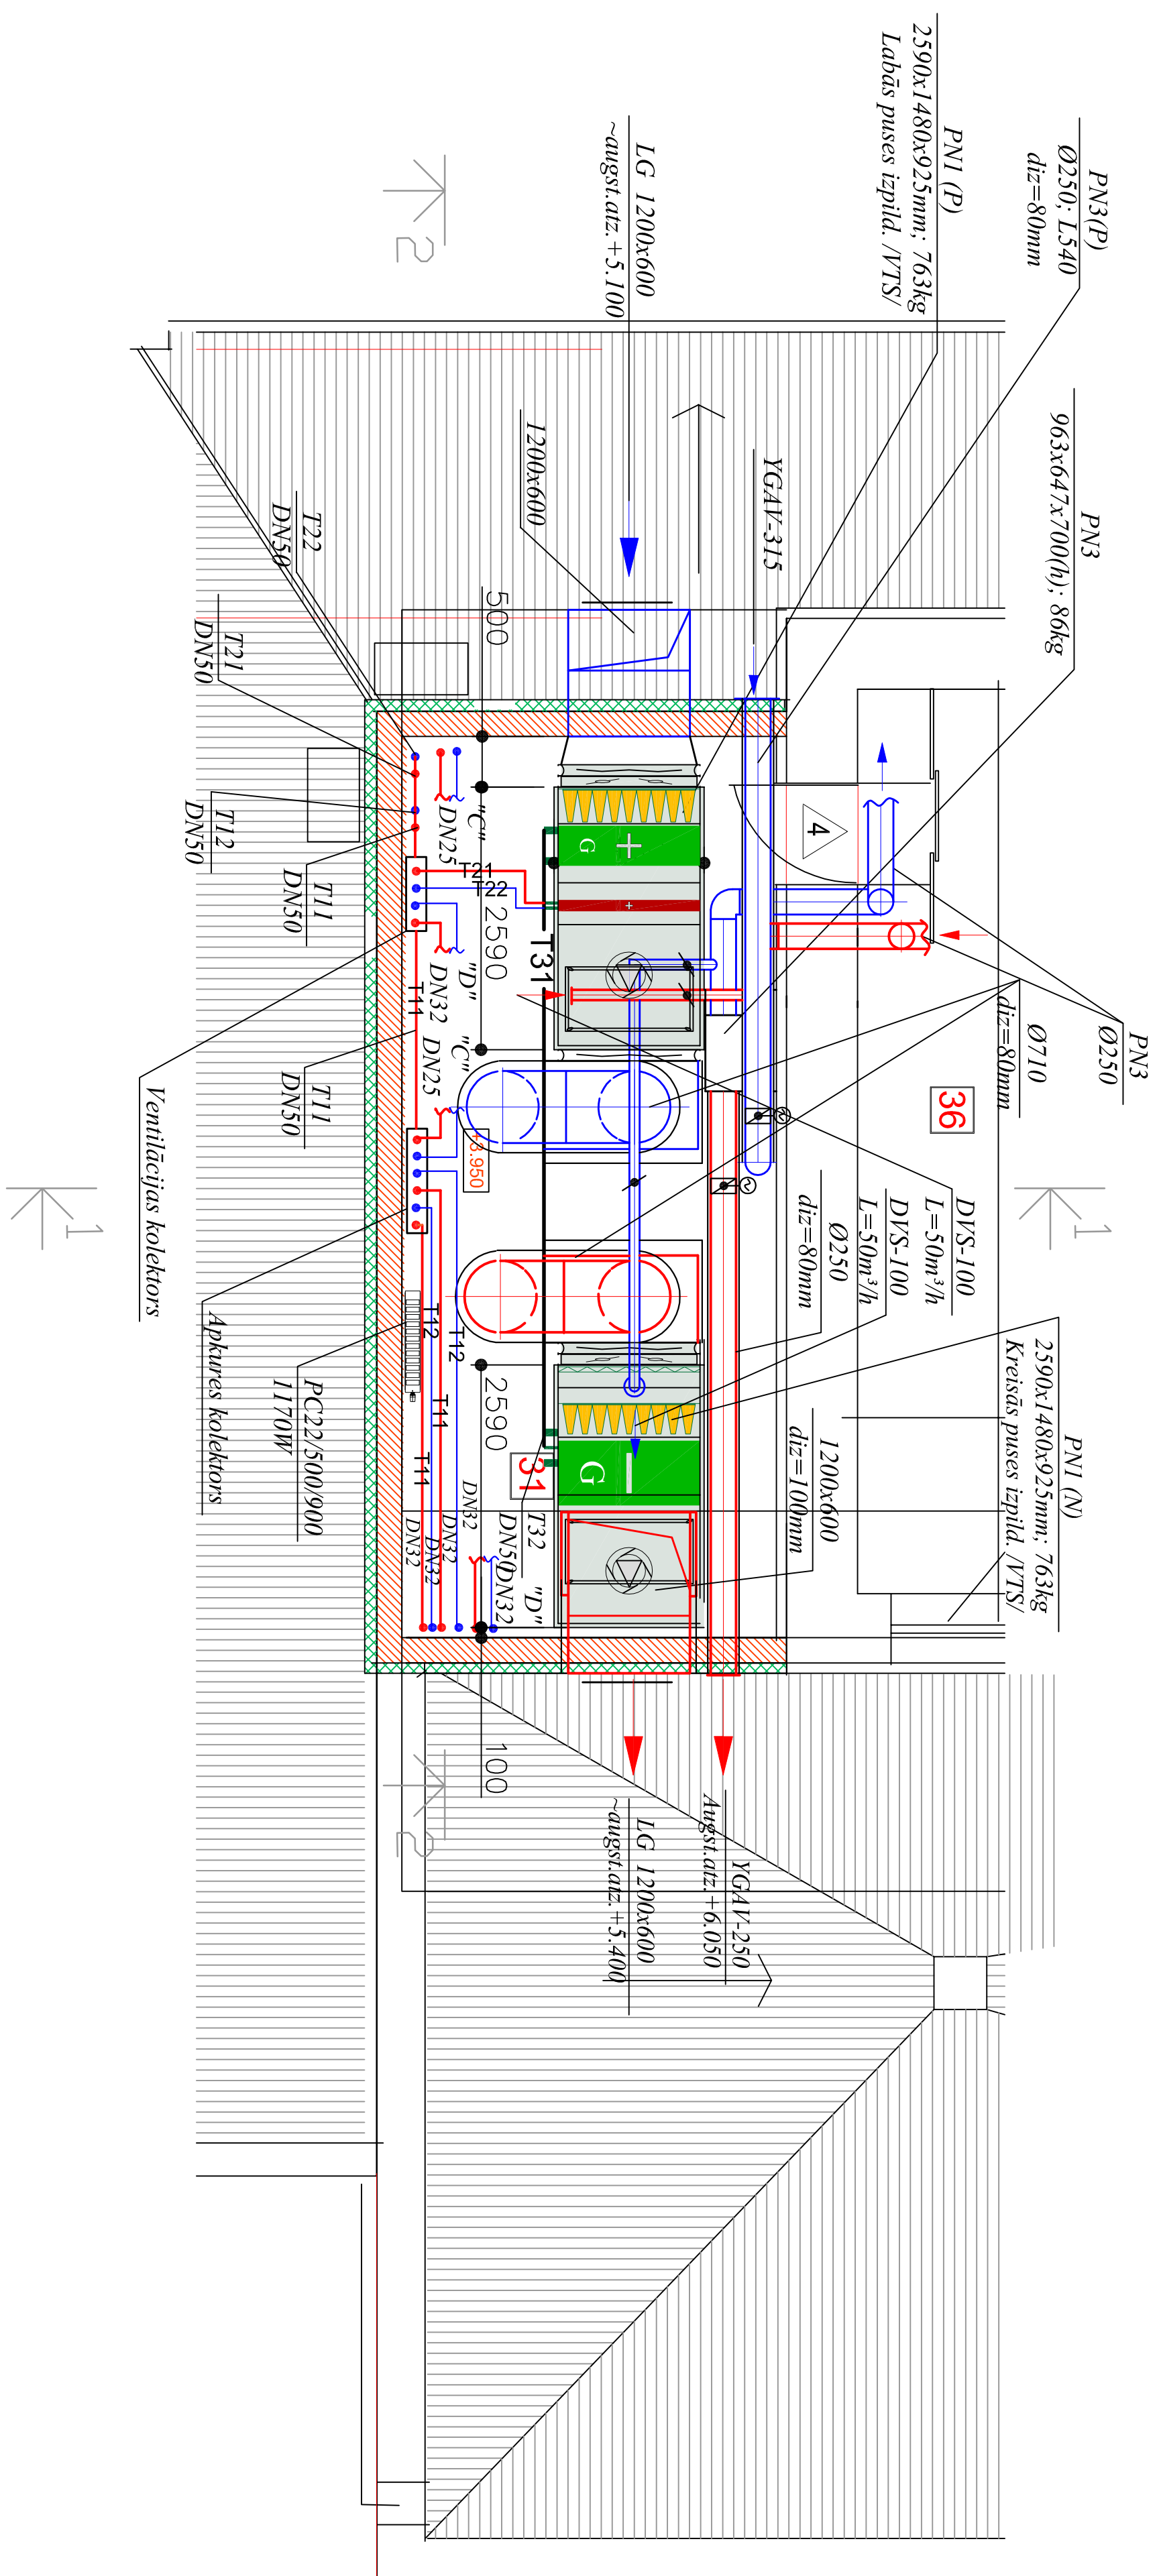 PN3(P)
Ø250; L540
diz=80mm
PN1 (P)
2590x1480x925mm; 763kg
Labās puses izpild. /VTS/
LG 1200x600
~augst.atz.+5.100
2
PN3
963x647x700(h); 86kg
YGAV-315
1200x600
T22
DN50
T21
DN50
T12
DN50
T11
DN50
T11
DN50
Ventilācijas kolektors
Apkures kolektors
PC22/500/900
1170W
500
"C"
DN25
T21
T22
2590
"D"
DN32
T11
T31
"C"
DN25
+3.950
G
+
+
4
PN3
Ø250
Ø710
diz=80mm
36
1
1
DVS-100
L=50m³/h
DVS-100
L=50m³/h
Ø250
diz=80mm
PN1 (N)
2590x1480x925mm; 763kg
Kreisās puses izpild. /VTS/
1200x600
diz=100mm
T12
T12
T11
T11
2590
31
G
T32
DN50
DN32
"D"
DN32
DN32
DN32
DN32
100
2
YGAV-250
Augst.atz.+6.050
LG 1200x600
~augst.atz.+5.400